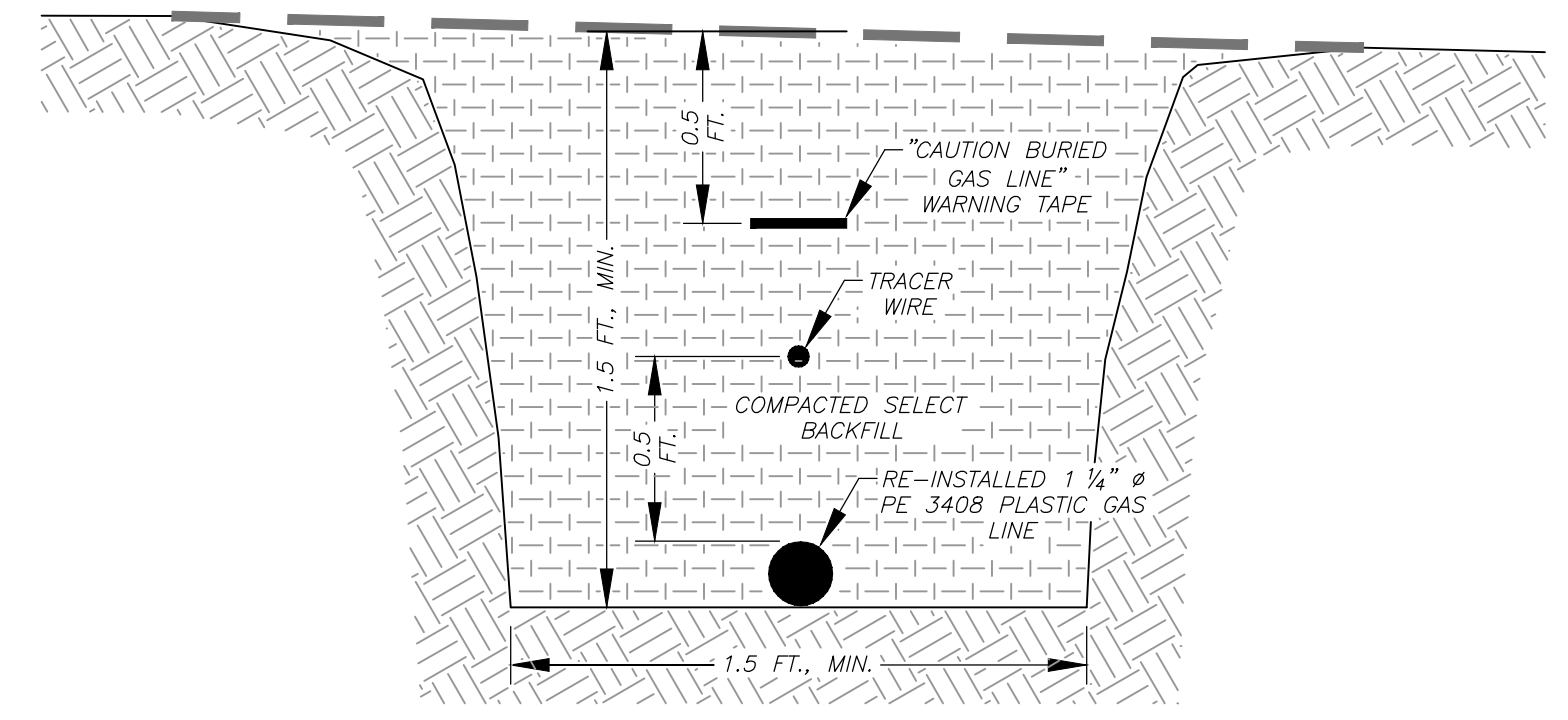 0.5
FT.
"CAUTION BURIED
GAS LINE"
WARNING TAPE
1.5 FT., MIN.
TRACER
WIRE
0.5
FT.
COMPACTED SELECT
BACKFILL
RE-INSTALLED 1 ¼" ø
PE 3408 PLASTIC GAS
LINE
1.5 FT., MIN.